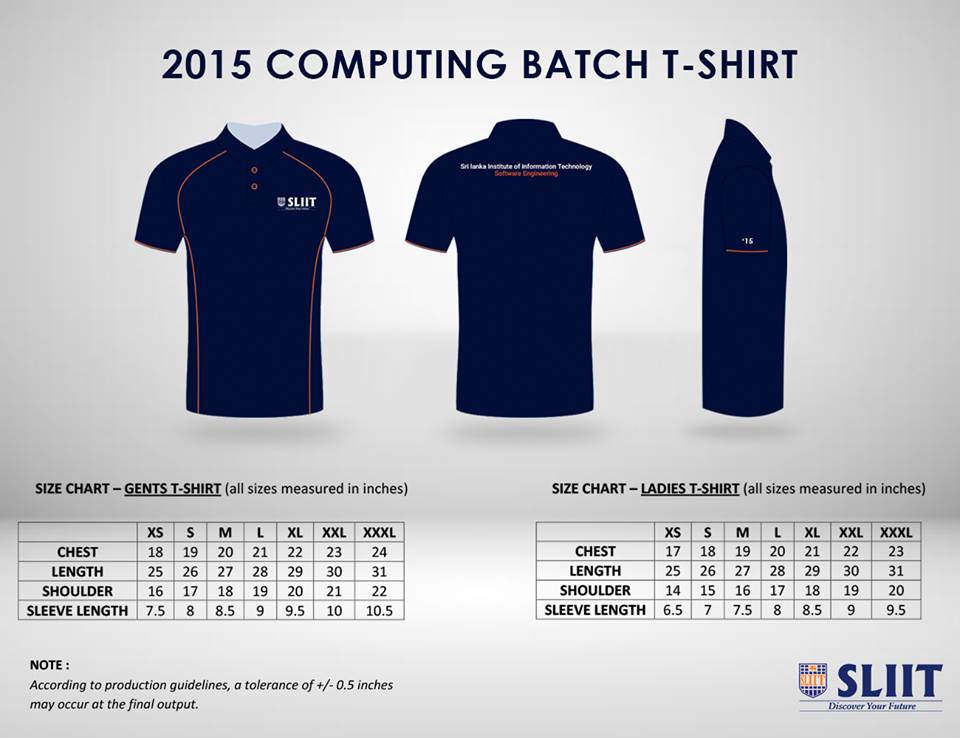 2015 COMPUTING BATCH T-SHIRT
SLIIT
Discover Your Future
Sri lanka Institute of Information Technology
Software Engineering
'15
SIZE CHART – GENTS T-SHIRT (all sizes measured in inches)
XS S M L XL XXL XXXL
CHEST 18 19 20 21 22 23 24
LENGTH 25 26 27 28 29 30 31
SHOULDER 16 17 18 19 20 21 22
SLEEVE LENGTH 7.5 8 8.5 9 9.5 10 10.5
SIZE CHART – LADIES T-SHIRT (all sizes measured in inches)
XS S M L XL XXL XXXL
CHEST 17 18 19 20 21 22 23
LENGTH 25 26 27 28 29 30 31
SHOULDER 14 15 16 17 18 19 20
SLEEVE LENGTH 6.5 7 7.5 8 8.5 9 9.5
NOTE :
According to production guidelines, a tolerance of +/- 0.5 inches
may occur at the final output.
SLIIT
SLIIT
Discover Your Future